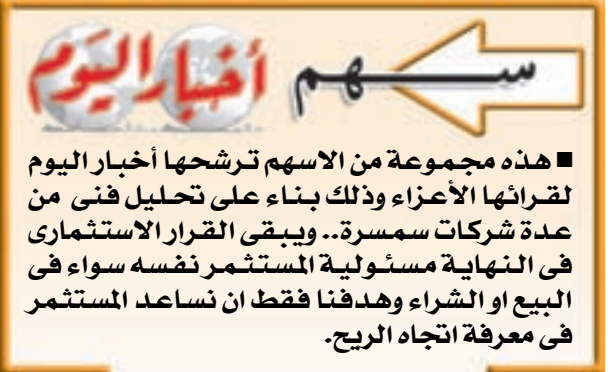 سهم أخبار اليوم
■ هذه مجموعة من الاسهم ترشحها أخبار اليوم
لقرائها الأعزاء وذلك بناء على تحليل فنى من
عدة شركات سمسرة.. ويبقى القرار الاستثمارى
فى النهاية مسئولية المستثمر نفسه سواء فى
البيع او الشراء وهدفنا فقط ان نساعد المستثمر
فى معرفة اتجاه الريح.